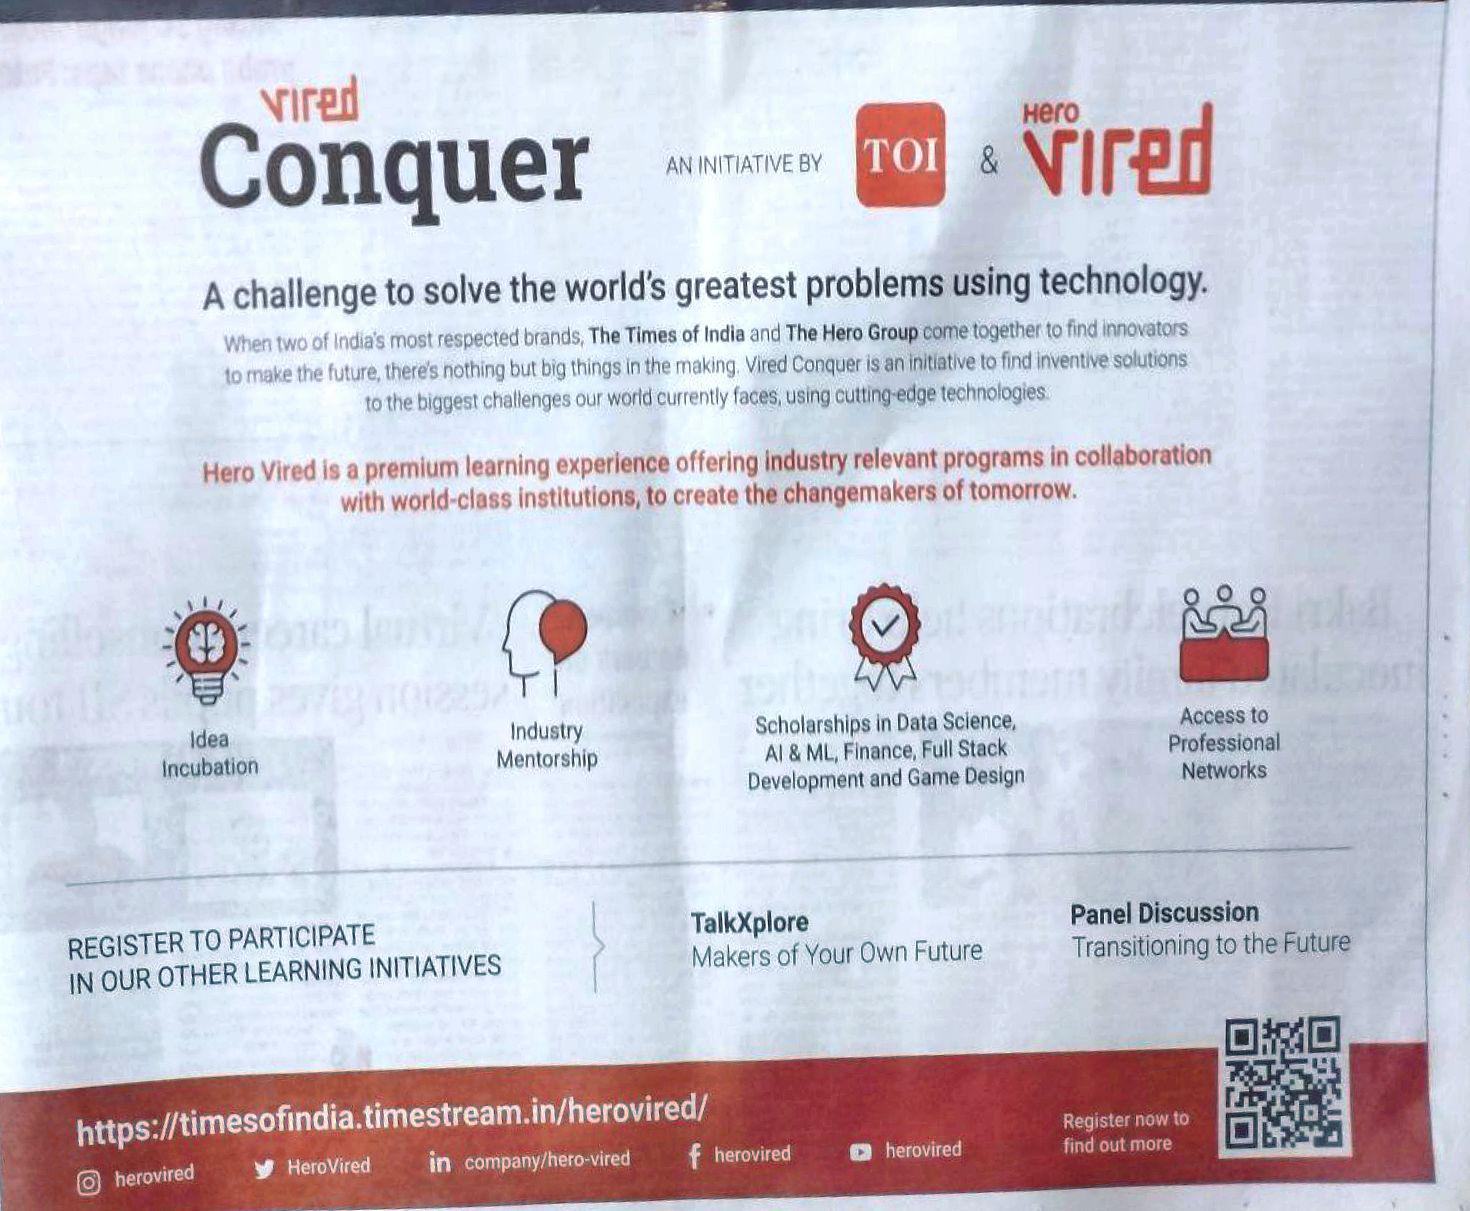 vired
Conquer
AN INITIATIVE BY
TOI
&
Hero
vired
A challenge to solve the world's greatest problems using technology.
When two of India's most respected brands, The Times of India and The Hero Group come together to find innovators
to make the future, there's nothing but big things in the making. Vired Conquer is an initiative to find inventive solutions
to the biggest challenges our world currently faces, using cutting-edge technologies.
Hero Vired is a premium learning experience offering industry relevant programs in collaboration
with world-class institutions, to create the changemakers of tomorrow.
Idea
Incubation
Industry
Mentorship
Scholarships in Data Science,
AI & ML, Finance, Full Stack
Development and Game Design
Access to
Professional
Networks
REGISTER TO PARTICIPATE
IN OUR OTHER LEARNING INITIATIVES
TalkXplore
Makers of Your Own Future
Panel Discussion
Transitioning to the Future
https://timesofindia.timestream.in/herovired/
herovired
HeroVired
in company/hero-vired
f herovired
herovired
Register now to
find out more